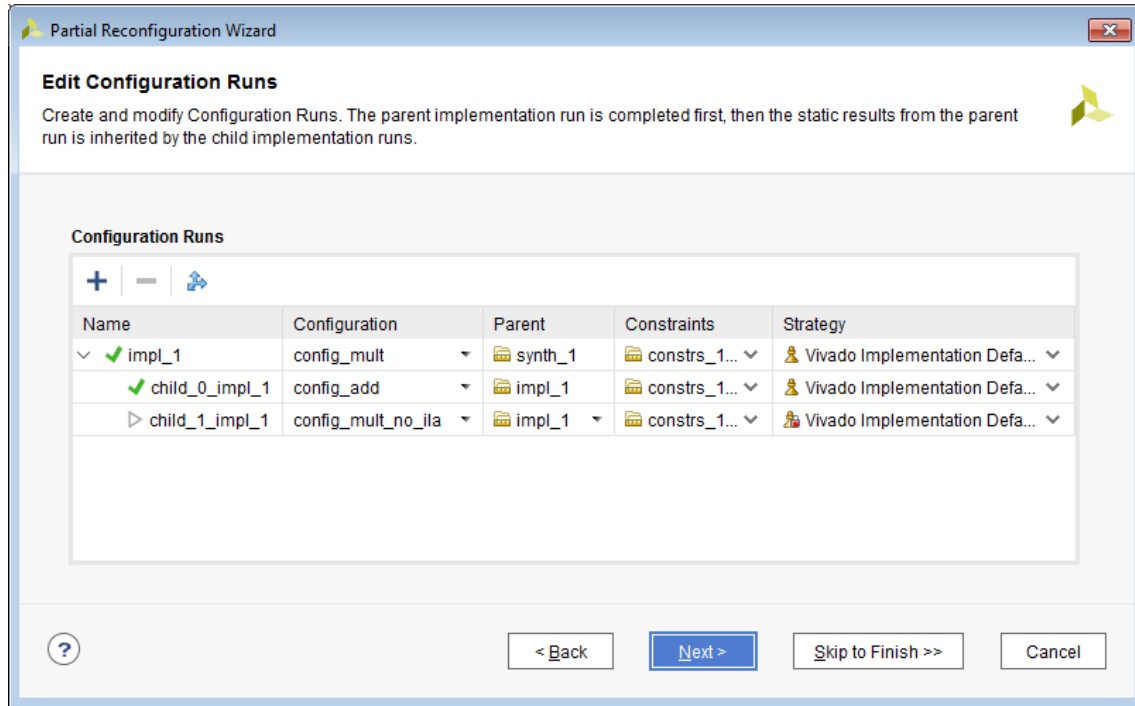 Partial Reconfiguration Wizard
Edit Configuration Runs
Create and modify Configuration Runs. The parent implementation run is completed first, then the static results from the parent
run is inherited by the child implementation runs.
Configuration Runs
Name Configuration Parent Constraints Strategy
impl_1 config_mult synth_1 constrs_1... Vivado Implementation Defa...
child_0_impl_1 config_add impl_1 constrs_1... Vivado Implementation Defa...
child_1_impl_1 config_mult_no_ila impl_1 constrs_1... Vivado Implementation Defa...
? < Back Next > Skip to Finish >> Cancel